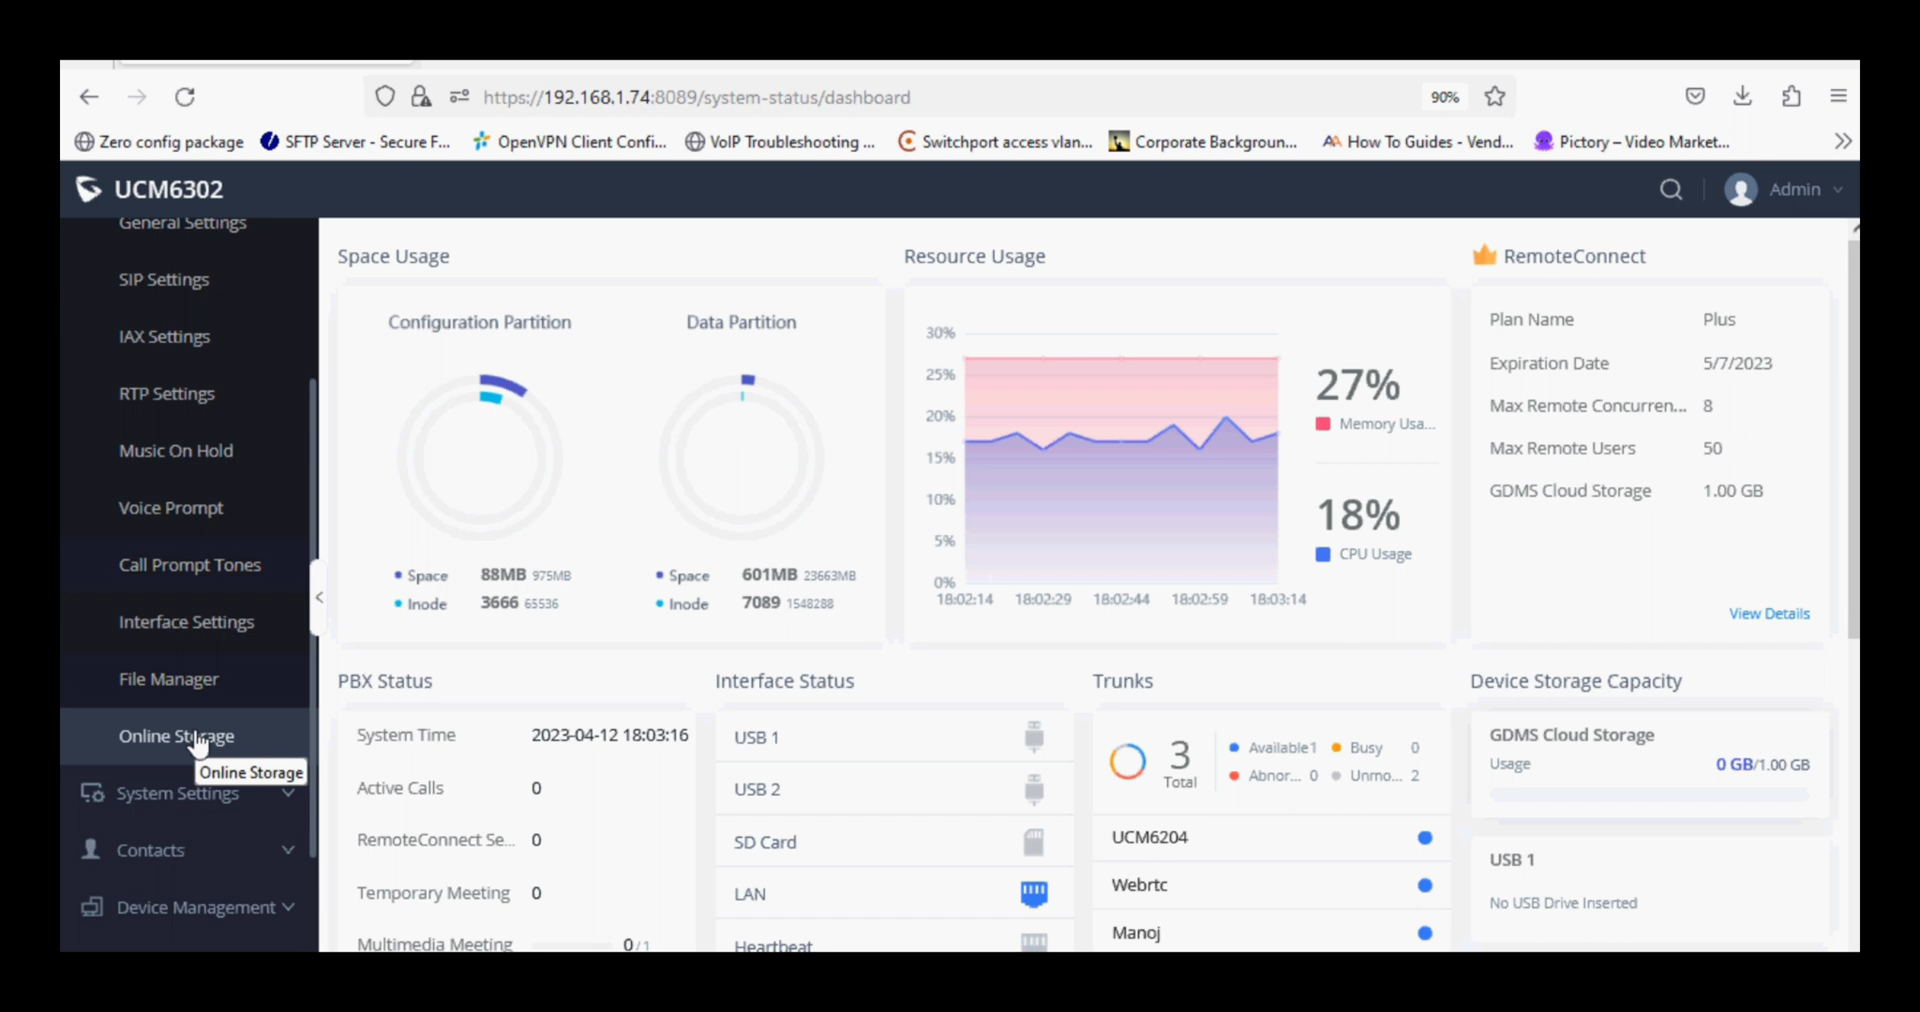 https://192.168.1.74:8089/system-status/dashboard
90%
Zero config package
SFTP Server - Secure F...
OpenVPN Client Confi...
VoIP Troubleshooting ...
Switchport access vlan...
Corporate Backgroun...
AA How To Guides - Vend...
Pictory – Video Market...
UCM6302
Admin
General Settings
SIP Settings
IAX Settings
RTP Settings
Music On Hold
Voice Prompt
Call Prompt Tones
Interface Settings
File Manager
Online Storage
Online Storage
System Settings
Contacts
Device Management
Space Usage
Configuration Partition
Space 88MB 975MB
Inode 3666 65536
Data Partition
Space 601MB 23663MB
Inode 7089 1548288
Resource Usage
30%
25%
20%
15%
10%
5%
0%
18:02:14 18:02:29 18:02:44 18:02:59 18:03:14
27%
Memory Usa...
18%
CPU Usage
RemoteConnect
Plan Name Plus
Expiration Date 5/7/2023
Max Remote Concurren... 8
Max Remote Users 50
GDMS Cloud Storage 1.00 GB
View Details
PBX Status
System Time 2023-04-12 18:03:16
Active Calls 0
RemoteConnect Se... 0
Temporary Meeting 0
Multimedia Meeting 0/1
Interface Status
USB 1
USB 2
SD Card
LAN
Heartbeat
Trunks
3
Total
Available 1 Busy 0
Abnor... 0 Unmo... 2
UCM6204
Webrtc
Manoj
Device Storage Capacity
GDMS Cloud Storage
Usage 0 GB/1.00 GB
USB 1
No USB Drive Inserted